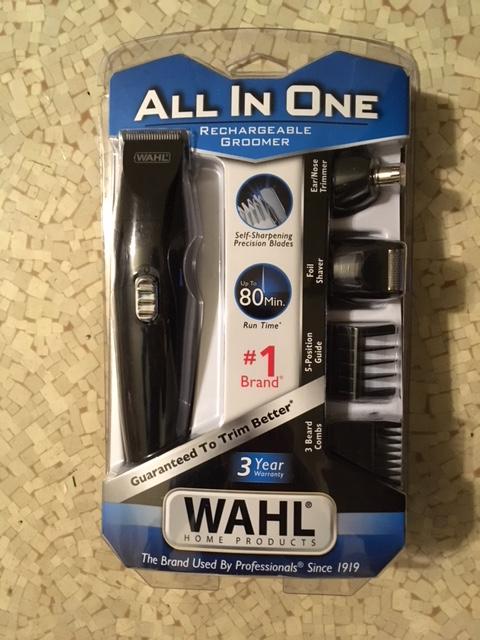 ALL IN ONE
RECHARGEABLE
GROOMER
WAHL
Ear/Nose
Trimmer
Self-Sharpening
Precision Blades
Foil
Shaver
Up To
80 Min.
Run Time*
5-Position
Guide
#1
Brand®
3 Beard
Combs
Guaranteed To Trim Better*
3 Year
Warranty
WAHL®
HOME PRODUCTS
The Brand Used By Professionals® Since 1919